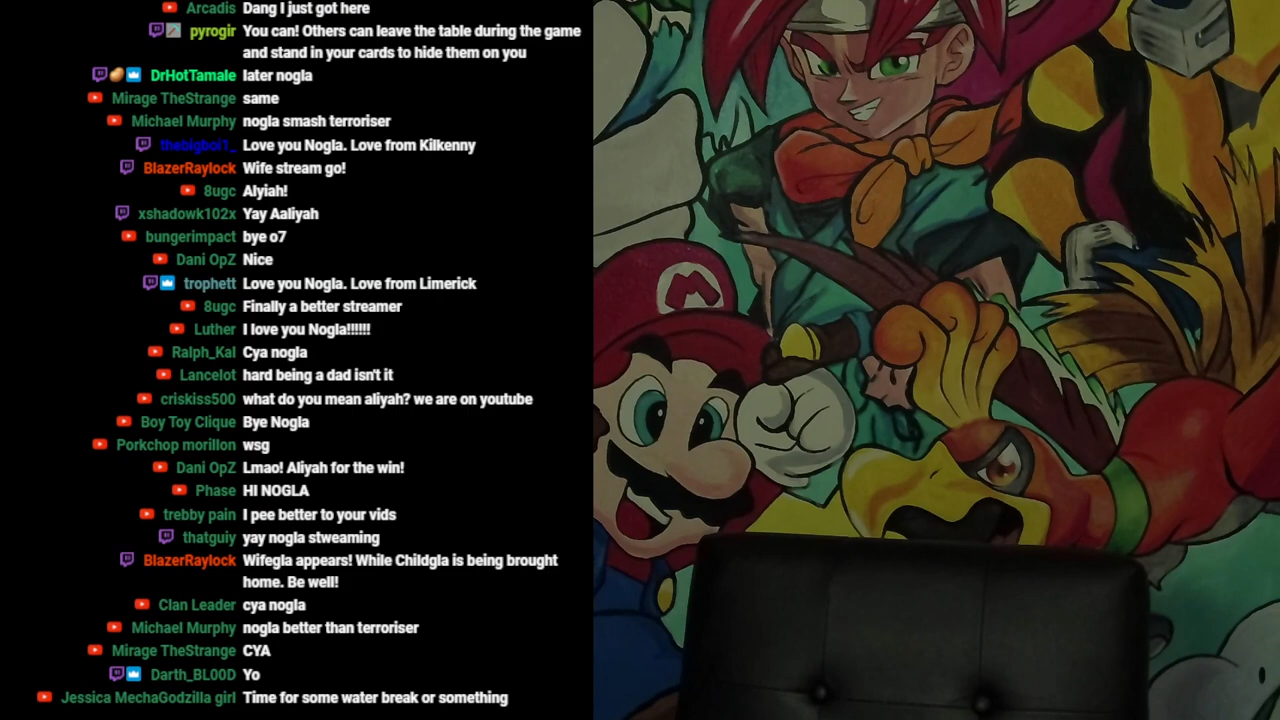 Arcadis Dang I just got here
pyrogir You can! Others can leave the table during the game
and stand in your cards to hide them on you
DrHotTamale later nogla
Mirage TheStrange same
Michael Murphy nogla smash terroriser
thebigboi1_ Love you Nogla. Love from Kilkenny
BlazerRaylock Wife stream go!
8ugc Alyiah!
xshadowk102x Yay Aaliyah
bungerimpact bye o7
Dani OpZ Nice
trophett Love you Nogla. Love from Limerick
8ugc Finally a better streamer
Luther I love you Nogla!!!!!!
Ralph_Kal Cya nogla
Lancelot hard being a dad isn't it
criskiss500 what do you mean aliyah? we are on youtube
Boy Toy Clique Bye Nogla
Porkchop morillon wsg
Dani OpZ Lmao! Aliyah for the win!
Phase HI NOGLA
trebby pain I pee better to your vids
thatguiy yay nogla stweaming
BlazerRaylock Wifegla appears! While Childgla is being brought
home. Be well!
Clan Leader cya nogla
Michael Murphy nogla better than terroriser
Mirage TheStrange CYA
Darth_BL00D Yo
Jessica MechaGodzilla girl Time for some water break or something
M